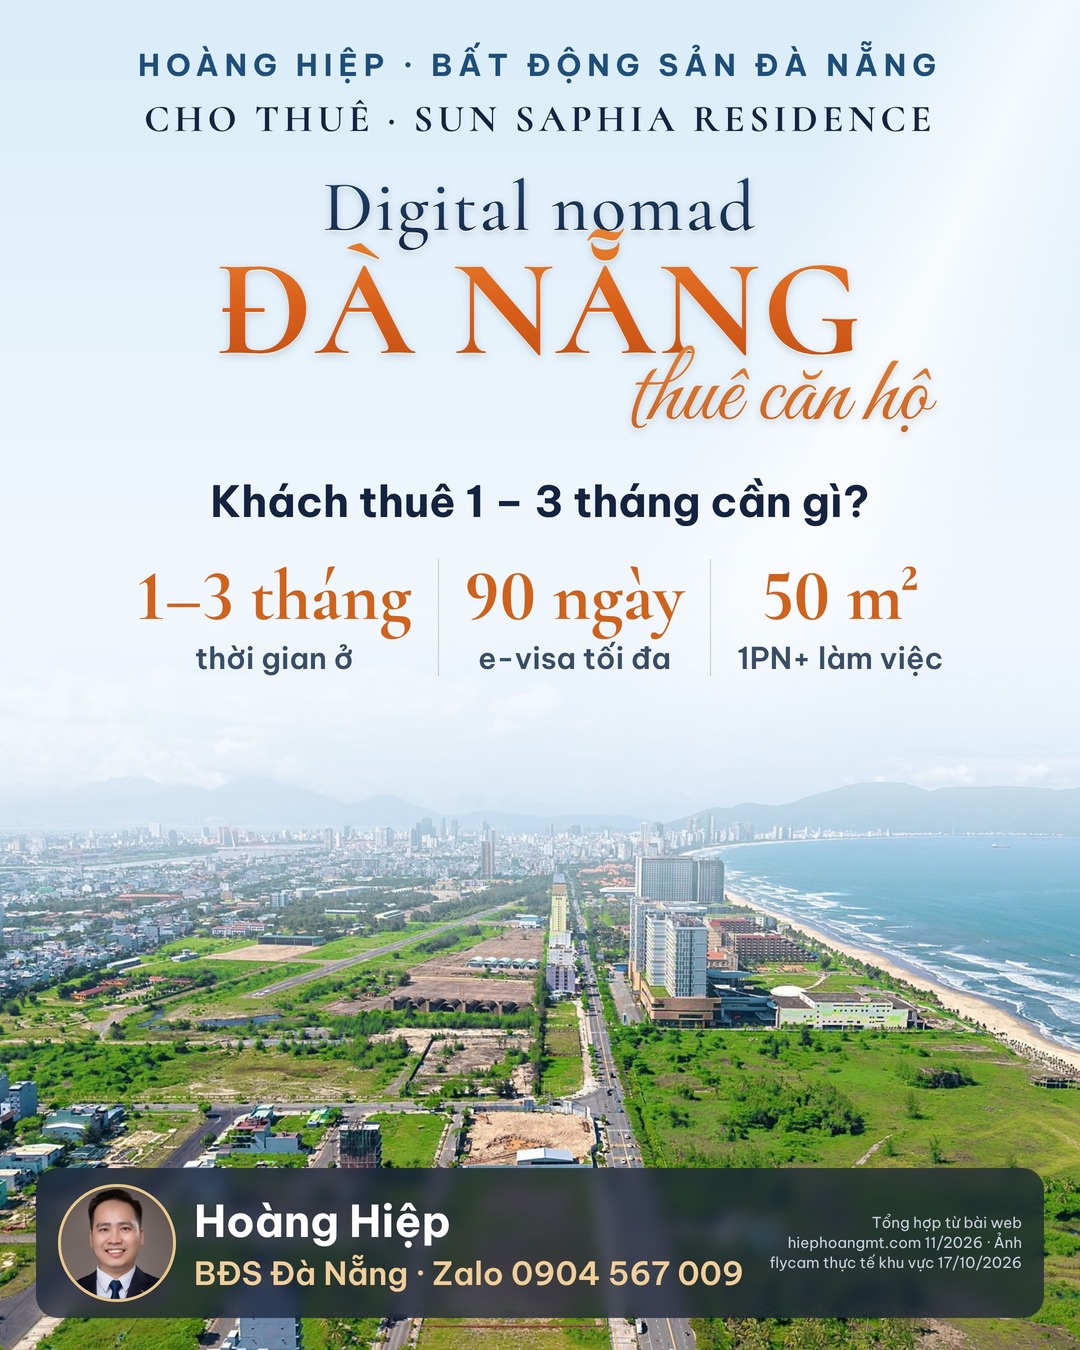 HOÀNG HIỆP · BẤT ĐỘNG SẢN ĐÀ NẴNG
CHO THUÊ · SUN SAPHIA RESIDENCE
Digital nomad
ĐÀ NẴNG
thuê căn hộ
Khách thuê 1 – 3 tháng cần gì?
1–3 tháng
thời gian ở
90 ngày
e-visa tối đa
50 m²
1PN+ làm việc
Hoàng Hiệp
BĐS Đà Nẵng · Zalo 0904 567 009
Tổng hợp từ bài web
hiephoangmt.com 11/2026 · Ảnh
flycam thực tế khu vực 17/10/2026